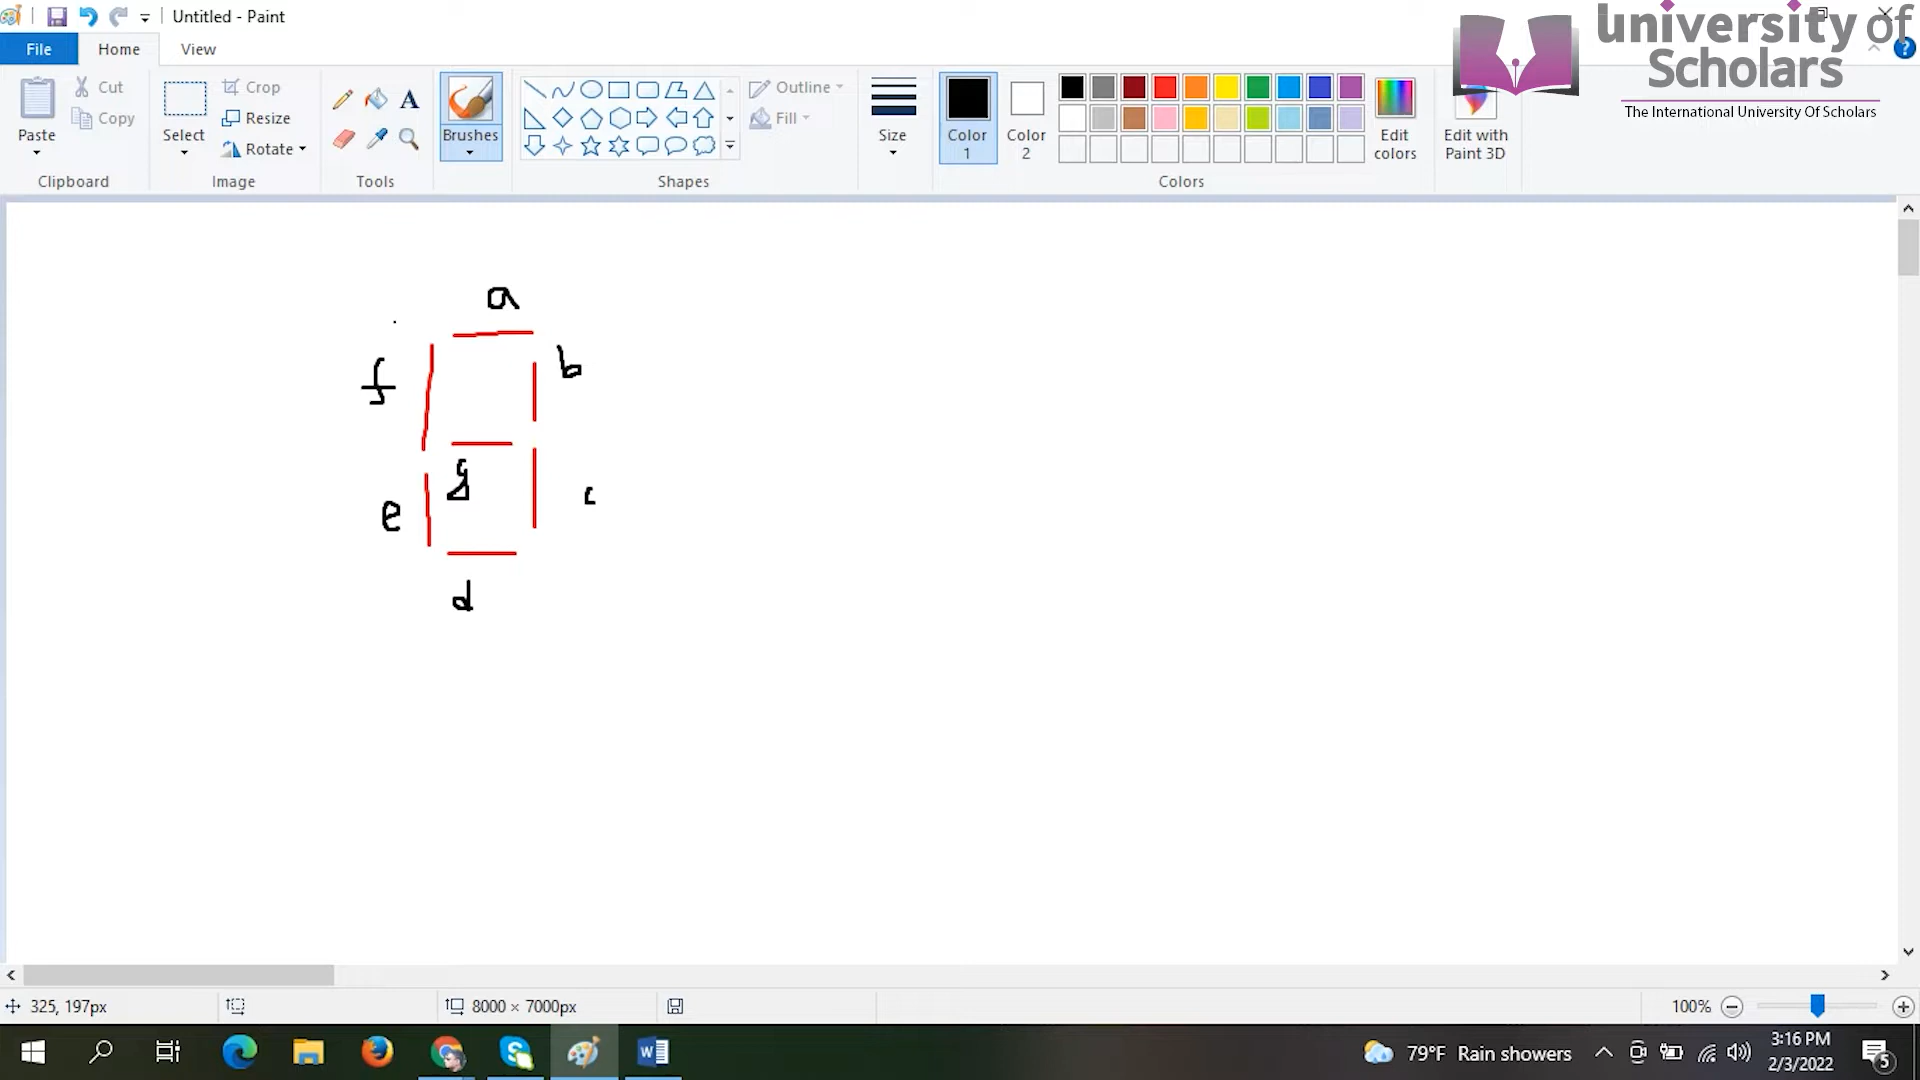 Untitled - Paint
File Home View
Paste
Cut
Copy
Clipboard
Select
Crop
Resize
Rotate
Image
A
Tools
Brushes
Shapes
Outline
Fill
Size
Color 1
Color 2
Colors
Edit colors
Edit with Paint 3D
university of Scholars
The International University Of Scholars
?
a
f
b
g
e
c
d
325, 197px
8000 × 7000px
100%
79°F Rain showers
3:16 PM
2/3/2022
5